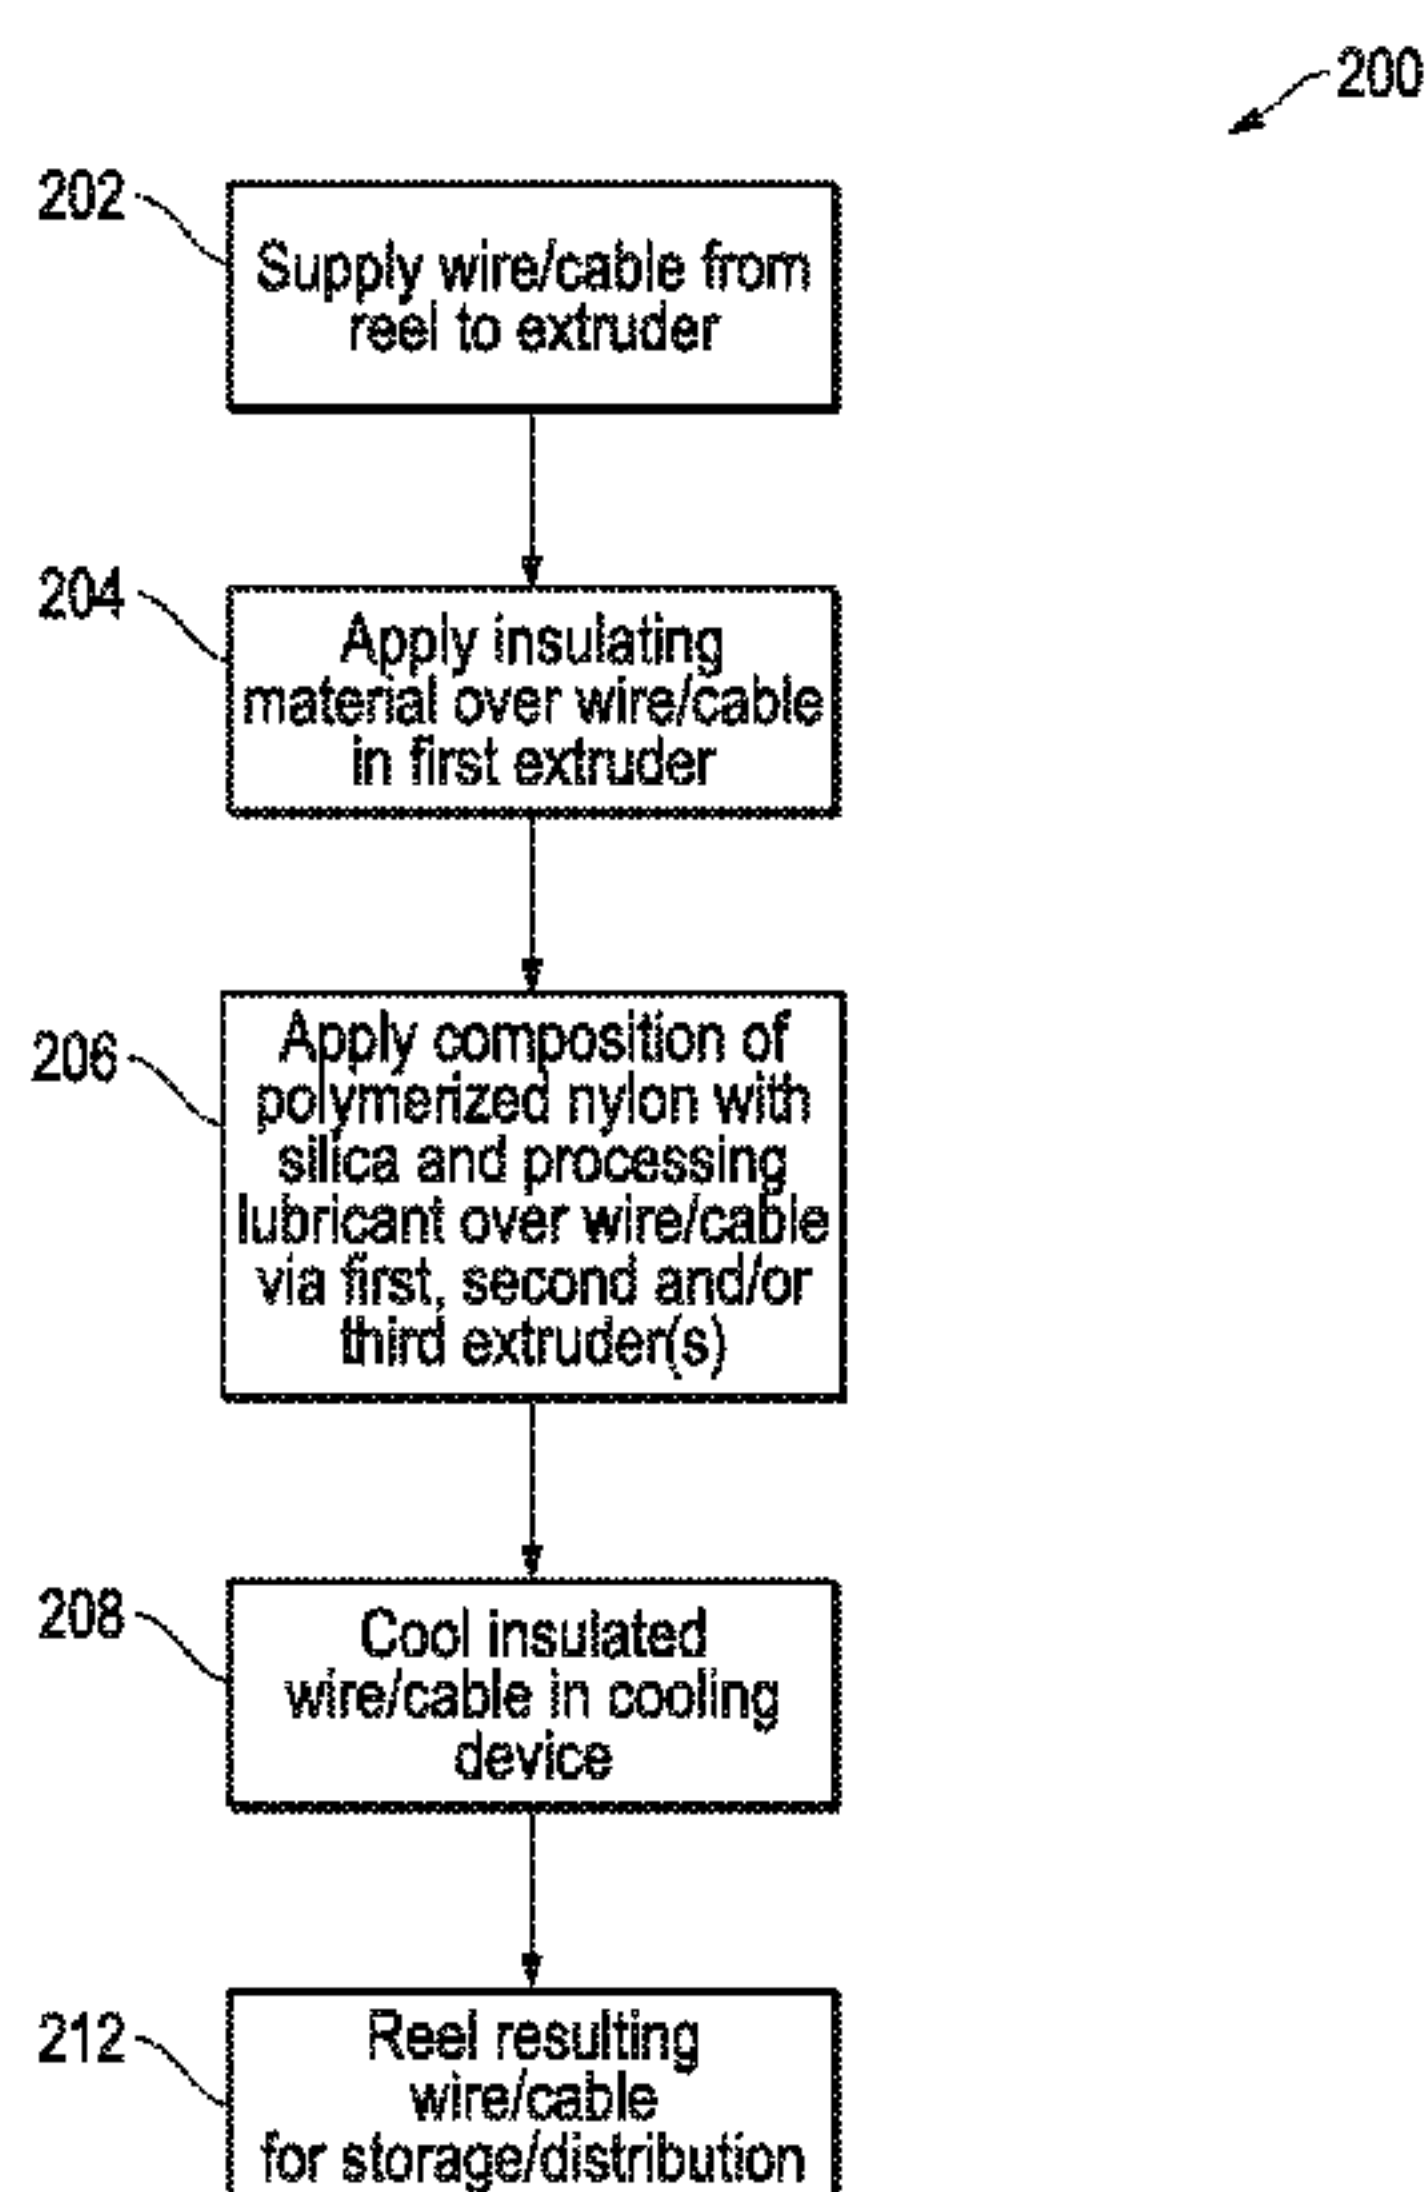 200
202
Supply wire/cable from
reel to extruder
204
Apply insulating
material over wire/cable
in first extruder
206
Apply composition of
polymerized nylon with
silica and processing
lubricant over wire/cable
via first, second and/or
third extruder(s)
208
Cool insulated
wire/cable in cooling
device
212
Reel resulting
wire/cable
for storage/distribution